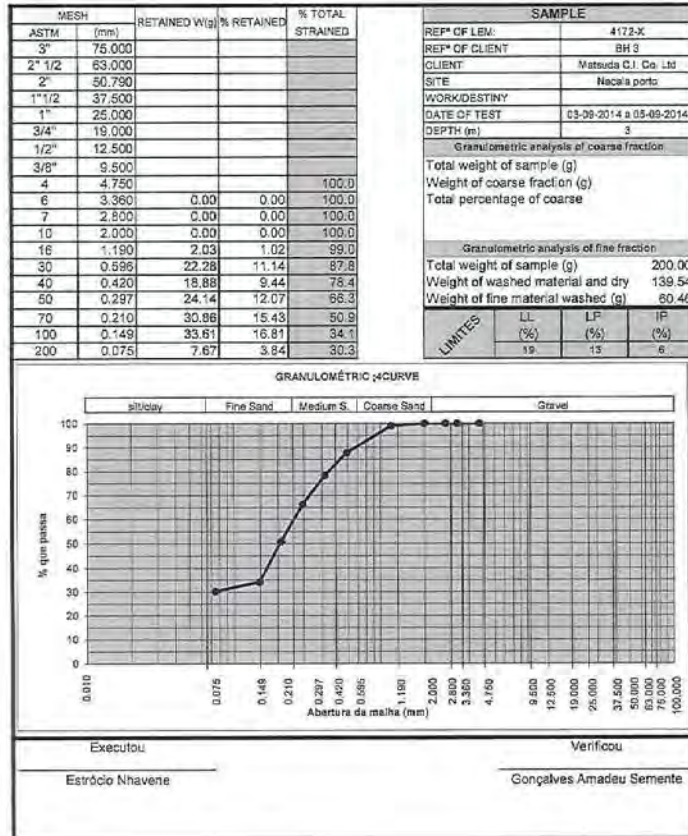 MESH RETAINED W(g) % RETAINED % TOTAL STRAINED
ASTM (mm)
3" 75.000
2" 1/2 63.000
2" 50.790
1"1/2 37.500
1" 25.000
3/4" 19.000
1/2" 12.500
3/8" 9.500
4 4.750 100.0
6 3.360 0.00 0.00 100.0
7 2.800 0.00 0.00 100.0
10 2.000 0.00 0.00 100.0
16 1.190 2.03 1.02 99.0
30 0.596 22.28 11.14 87.8
40 0.420 18.88 9.44 78.4
50 0.297 24.14 12.07 66.3
70 0.210 30.86 15.43 50.9
100 0.149 33.61 16.81 34.1
200 0.075 7.67 3.84 30.3
SAMPLE
REFª OF LEM: 4172-X
REFª OF CLIENT BH 3
CLIENT Matsuda C.I. Co. Ltd
SITE Nacala porto
WORK/DESTINY
DATE OF TEST 03-09-2014 a 05-09-2014
DEPTH (m) 3
Granulometric analysis of coarse fraction
Total weight of sample (g)
Weight of coarse fraction (g)
Total percentage of coarse
Granulometric analysis of fine fraction
Total weight of sample (g) 200.00
Weight of washed material and dry 139.54
Weight of fine material washed (g) 60.46
LIMITES LL (%) LP (%) IP (%)
19 13 6
GRANULOMÉTRIC ;4CURVE
silt/clay Fine Sand Medium S. Coarse Sand Gravel
% que passa
100
90
80
70
60
50
40
30
20
10
0
0.010 0.075 0.149 0.210 0.297 0.420 0.595 1.190 2.000 2.800 3.360 4.750 9.500 12.500 19.000 25.000 37.500 50.000 63.000 75.000 100.000
Abertura da malha (mm)
Executou Verificou
Estrócio Nhavene Gonçalves Amadeu Semente